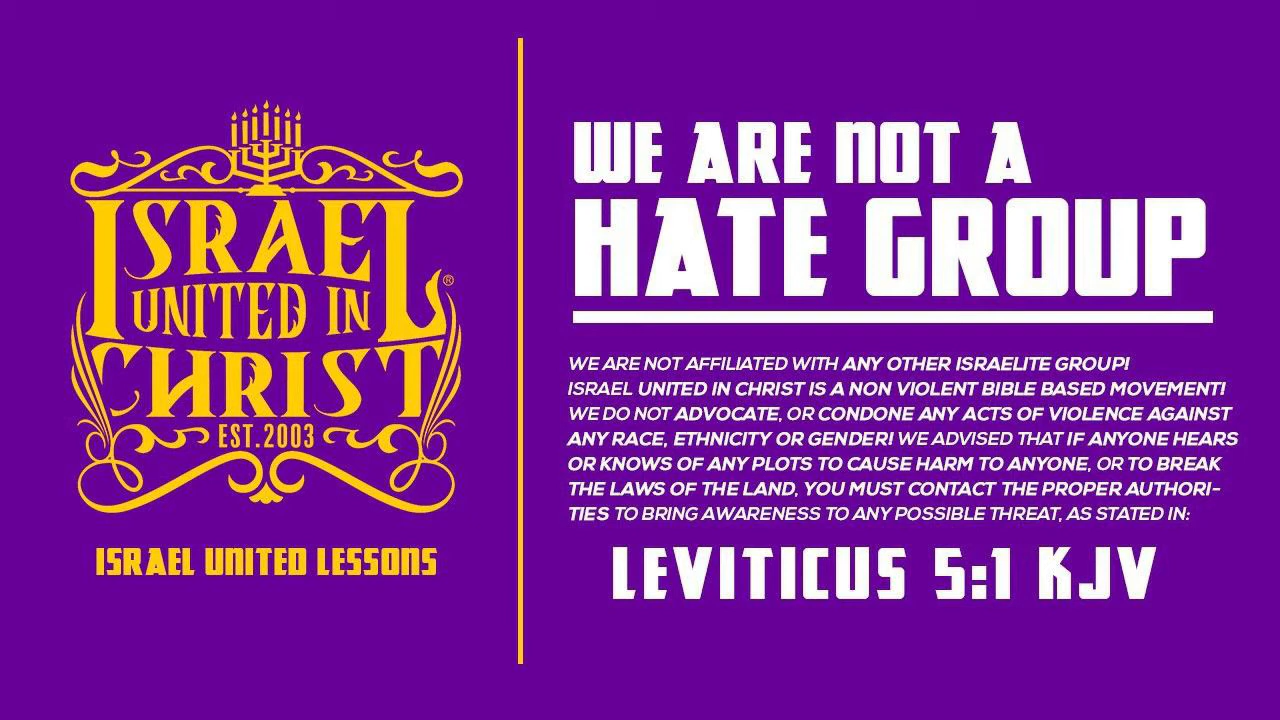 ISRAEL
UNITED IN
CHRIST
®
EST.2003
ISRAEL UNITED LESSONS
WE ARE NOT A
HATE GROUP
WE ARE NOT AFFILIATED WITH ANY OTHER ISRAELITE GROUP!
ISRAEL UNITED IN CHRIST IS A NON VIOLENT BIBLE BASED MOVEMENT!
WE DO NOT ADVOCATE, OR CONDONE ANY ACTS OF VIOLENCE AGAINST
ANY RACE, ETHNICITY OR GENDER! WE ADVISED THAT IF ANYONE HEARS
OR KNOWS OF ANY PLOTS TO CAUSE HARM TO ANYONE, OR TO BREAK
THE LAWS OF THE LAND, YOU MUST CONTACT THE PROPER AUTHORI-
TIES TO BRING AWARENESS TO ANY POSSIBLE THREAT, AS STATED IN:
LEVITICUS 5:1 KJV